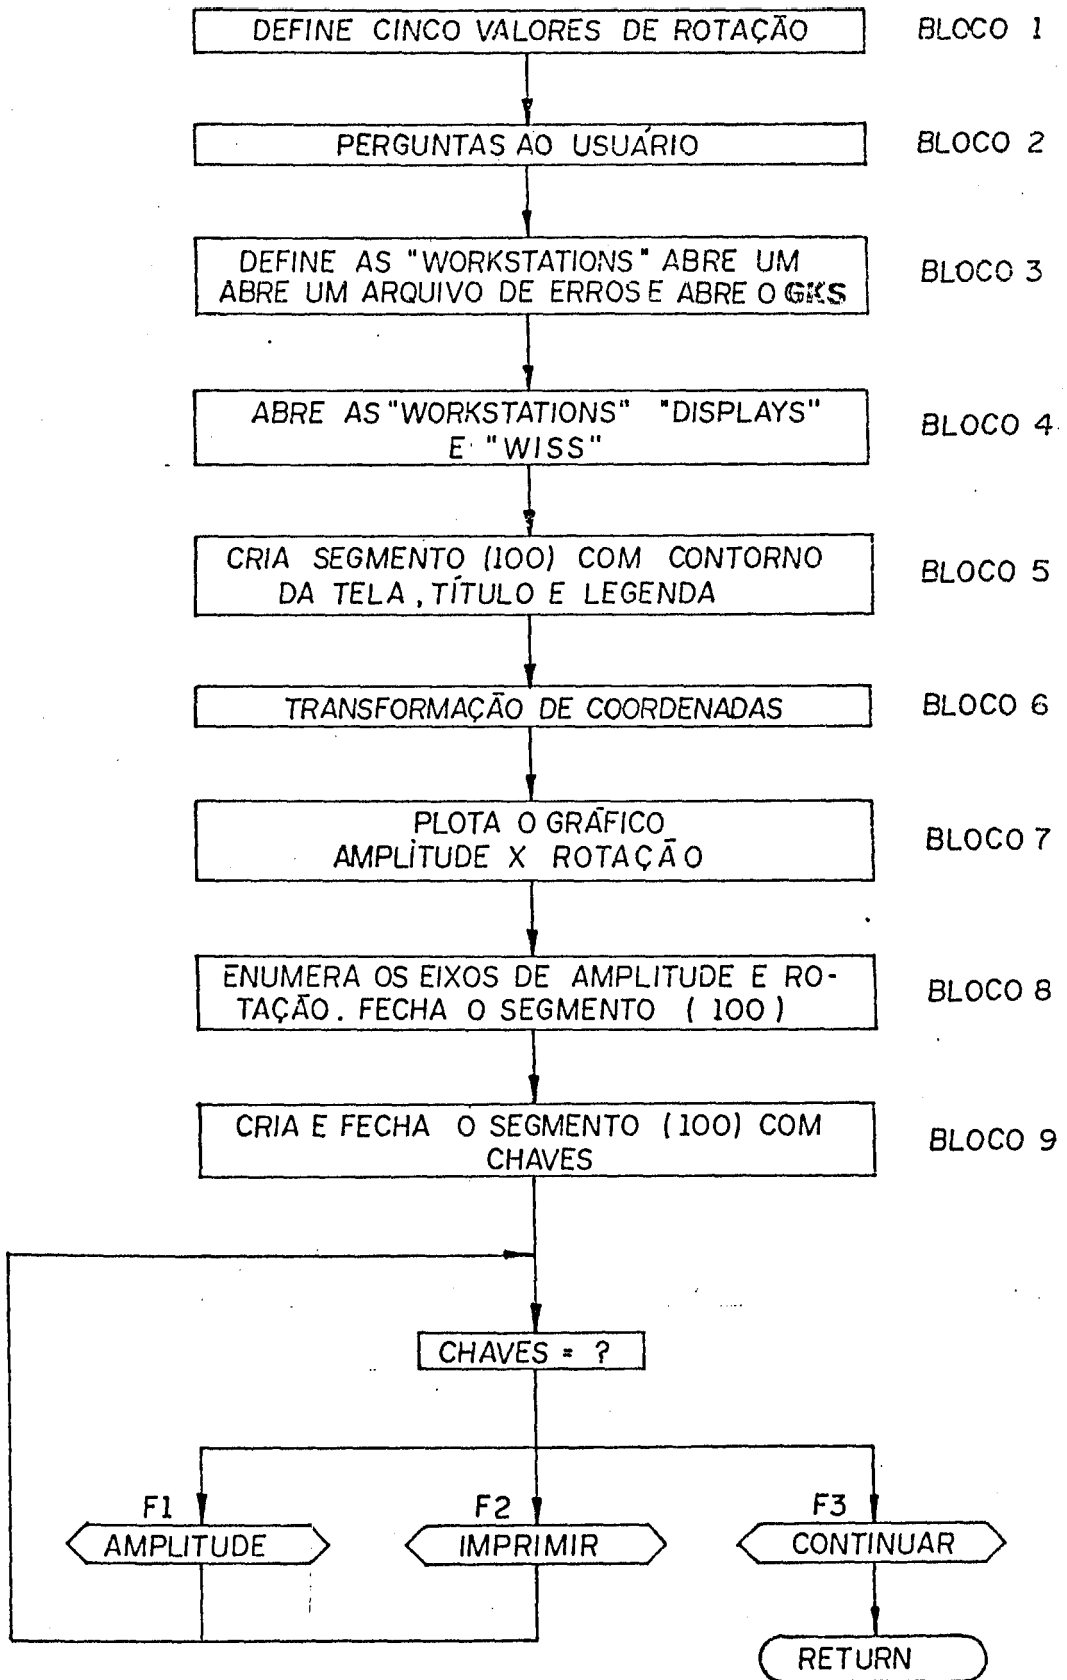 DEFINE CINCO VALORES DE ROTAÇÃO
BLOCO 1
PERGUNTAS AO USUÁRIO
BLOCO 2
DEFINE AS "WORKSTATIONS" ABRE UM
ABRE UM ARQUIVO DE ERROS E ABRE O GKS
BLOCO 3
ABRE AS "WORKSTATIONS" "DISPLAYS"
E "WISS"
BLOCO 4
CRIA SEGMENTO (100) COM CONTORNO
DA TELA, TÍTULO E LEGENDA
BLOCO 5
TRANSFORMAÇÃO DE COORDENADAS
BLOCO 6
PLOTA O GRÁFICO
AMPLITUDE X ROTAÇÃO
BLOCO 7
ENUMERA OS EIXOS DE AMPLITUDE E RO-
TAÇÃO. FECHA O SEGMENTO (100)
BLOCO 8
CRIA E FECHA O SEGMENTO (100) COM
CHAVES
BLOCO 9
CHAVES = ?
F1
AMPLITUDE
F2
IMPRIMIR
F3
CONTINUAR
RETURN